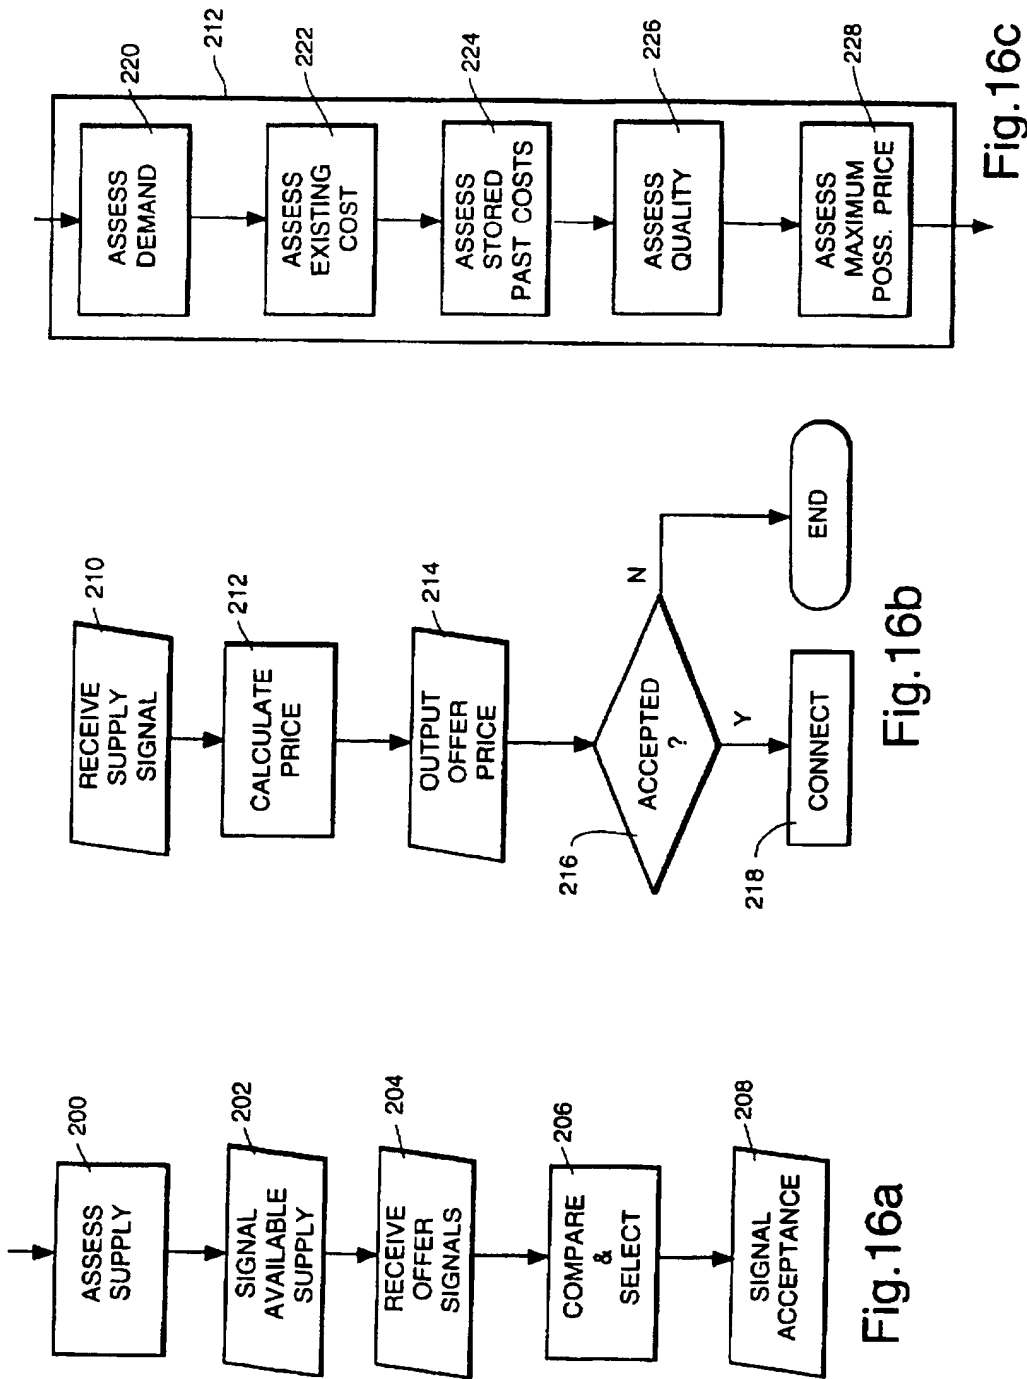 200
ASSESS
SUPPLY
202
SIGNAL
AVAILABLE
SUPPLY
204
RECEIVE
OFFER
SIGNALS
206
COMPARE
&
SELECT
208
SIGNAL
ACCEPTANCE
Fig.16a
210
RECEIVE
SUPPLY
SIGNAL
212
CALCULATE
PRICE
214
OUTPUT
OFFER
PRICE
216
ACCEPTED
?
N
Y
218
CONNECT
END
Fig.16b
212
220
ASSESS
DEMAND
222
ASSESS
EXISTING
COST
224
ASSESS
STORED
PAST COSTS
226
ASSESS
QUALITY
228
ASSESS
MAXIMUM
POSS. PRICE
Fig.16c